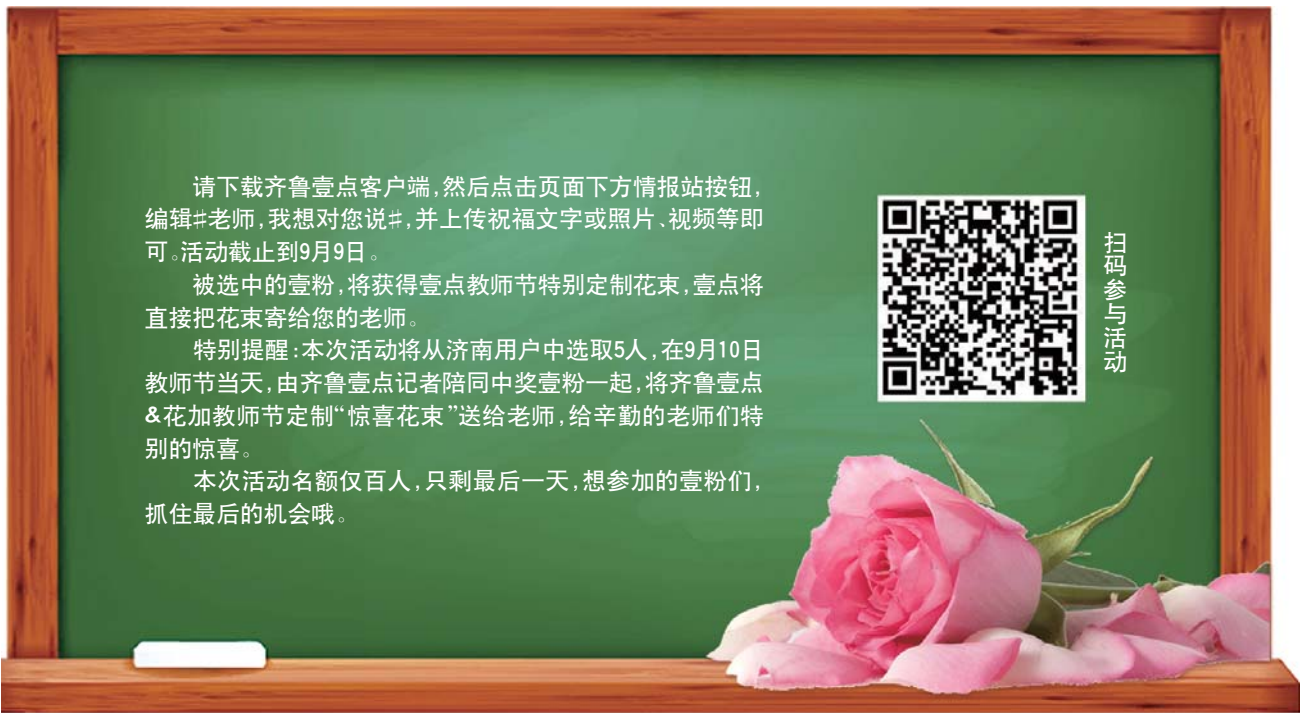 请下载齐鲁壹点客户端,然后点击页面下方情报站按钮,
编辑#老师,我想对您说#,并上传祝福文字或照片、视频等即
可。活动截止到9月9日。
被选中的壹粉,将获得壹点教师节特别定制花束,壹点将
直接把花束寄给您的老师。
特别提醒:本次活动将从济南用户中选取5人,在9月10日
教师节当天,由齐鲁壹点记者陪同中奖壹粉一起,将齐鲁壹点
&花加教师节定制“惊喜花束”送给老师,给辛勤的老师们特
别的惊喜。
本次活动名额仅百人,只剩最后一天,想参加的壹粉们,
抓住最后的机会哦。
扫码参与活动